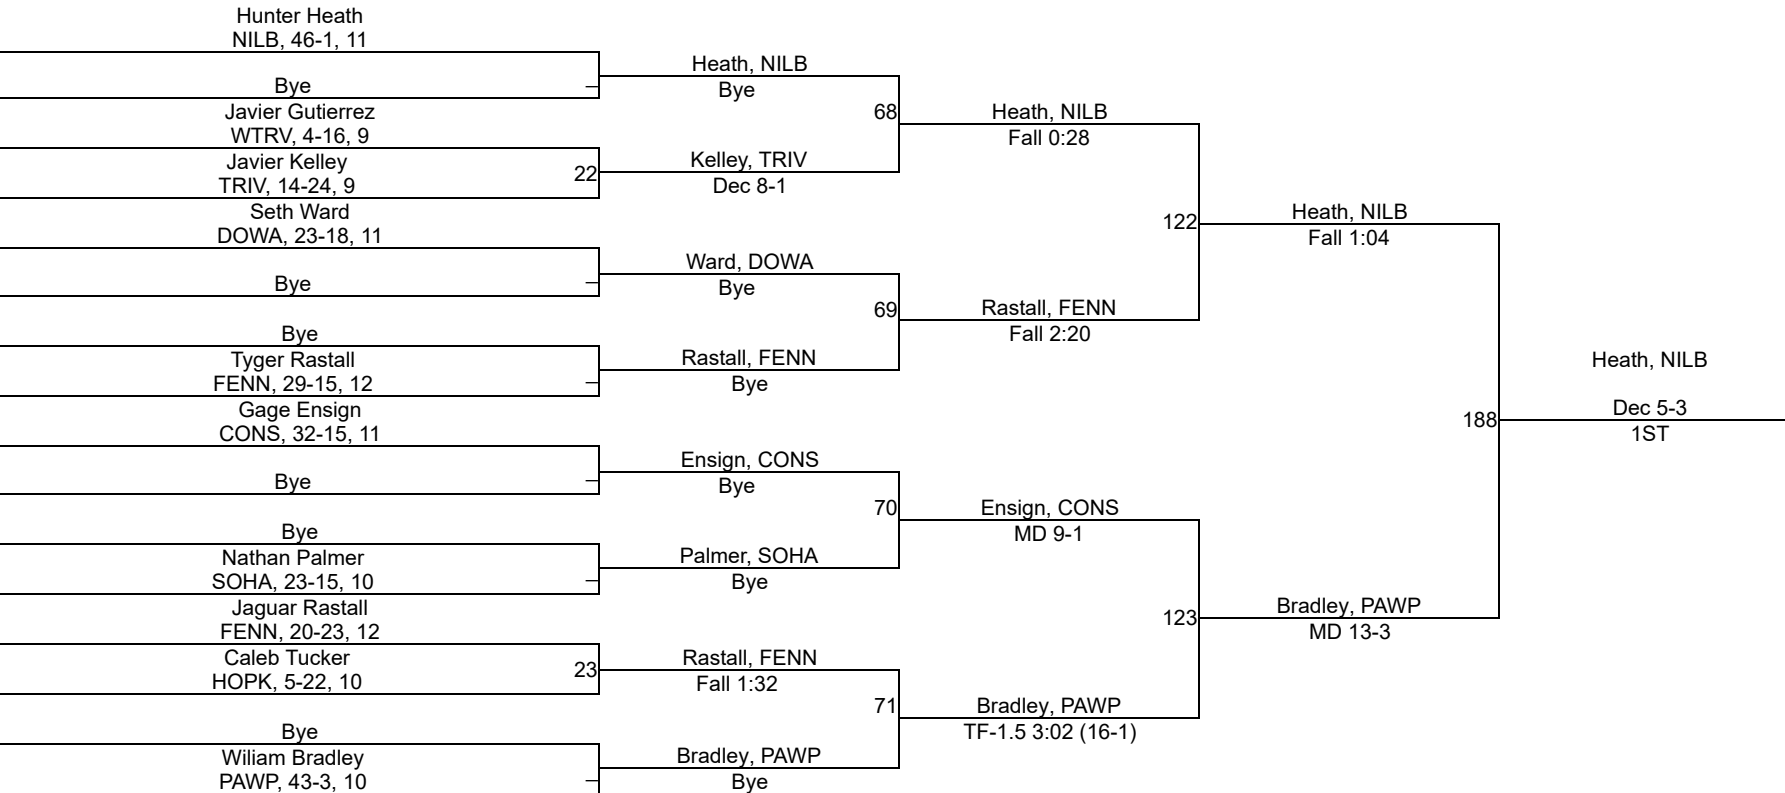 Hunter Heath
NILB, 46-1, 11
Bye
Javier Gutierrez
WTRV, 4-16, 9
Javier Kelley
TRIV, 14-24, 9
22
Seth Ward
DOWA, 23-18, 11
Bye
Bye
Tyger Rastall
FENN, 29-15, 12
Gage Ensign
CONS, 32-15, 11
Bye
Bye
Nathan Palmer
SOHA, 23-15, 10
Jaguar Rastall
FENN, 20-23, 12
Caleb Tucker
HOPK, 5-22, 10
23
Bye
Wiliam Bradley
PAWP, 43-3, 10
Heath, NILB
Bye
68
Kelley, TRIV
Dec 8-1
Ward, DOWA
Bye
69
Rastall, FENN
Bye
Ensign, CONS
Bye
70
Palmer, SOHA
Bye
Rastall, FENN
Fall 1:32
71
Bradley, PAWP
Bye
Heath, NILB
Fall 0:28
122
Rastall, FENN
Fall 2:20
Ensign, CONS
MD 9-1
123
Bradley, PAWP
TF-1.5 3:02 (16-1)
Heath, NILB
Fall 1:04
188
Bradley, PAWP
MD 13-3
Heath, NILB
Dec 5-3
1ST